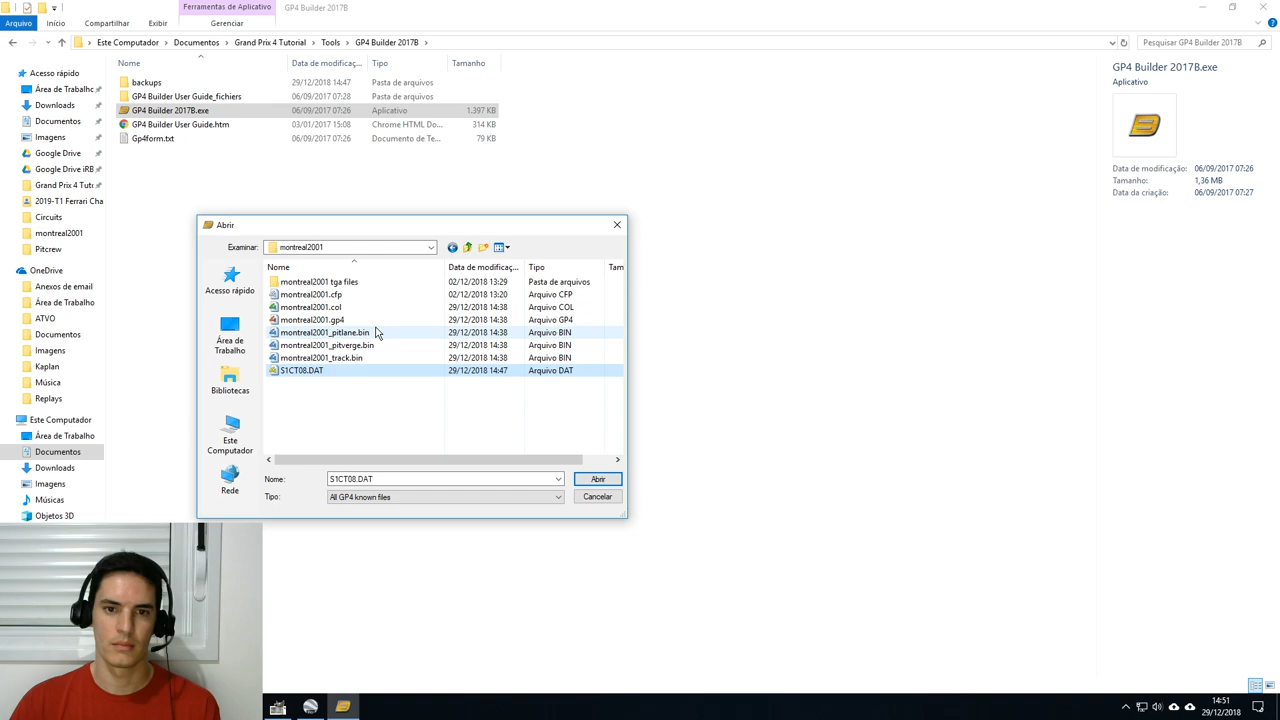 Ferramentas de Aplicativo
GP4 Builder 2017B
Arquivo Início Compartilhar Exibir Gerenciar
Este Computador Documentos Grand Prix 4 Tutorial Tools GP4 Builder 2017B
Pesquisar GP4 Builder 2017B
Acesso rápido
Área de Trabalho
Downloads
Documentos
Imagens
Google Drive
Google Drive iRB
Grand Prix 4 Tuto
2019-T1 Ferrari Cha
Circuits
montreal2001
Pitcrew
OneDrive
Anexos de email
Área de Trabalho
ATVO
Documentos
Imagens
Kaplan
Música
Replays
Este Computador
Área de Trabalho
Documentos
Downloads
Imagens
Músicas
Objetos 3D
Nome Data de modificaç... Tipo Tamanho
backups 29/12/2018 14:47 Pasta de arquivos
GP4 Builder User Guide_fichiers 06/09/2017 07:28 Pasta de arquivos
GP4 Builder 2017B.exe 06/09/2017 07:26 Aplicativo 1.397 KB
GP4 Builder User Guide.htm 03/01/2017 15:08 Chrome HTML Do... 314 KB
Gp4form.txt 06/09/2017 07:26 Documento de Te... 79 KB
Abrir
Examinar: montreal2001
Acesso rápido
Área de Trabalho
Bibliotecas
Este Computador
Rede
Nome Data de modificaç... Tipo Tam
montreal2001 tga files 02/12/2018 13:29 Pasta de arquivos
montreal2001.cfp 02/12/2018 13:20 Arquivo CFP
montreal2001.col 29/12/2018 14:38 Arquivo COL
montreal2001.gp4 29/12/2018 14:38 Arquivo GP4
montreal2001_pitlane.bin 29/12/2018 14:38 Arquivo BIN
montreal2001_pitverge.bin 29/12/2018 14:38 Arquivo BIN
montreal2001_track.bin 29/12/2018 14:38 Arquivo BIN
S1CT08.DAT 29/12/2018 14:47 Arquivo DAT
Nome: S1CT08.DAT Abrir
Tipo: All GP4 known files Cancelar
GP4 Builder 2017B.exe
Aplicativo
Data de modificação: 06/09/2017 07:26
Tamanho: 1,36 MB
Data da criação: 06/09/2017 07:27
14:51
29/12/2018